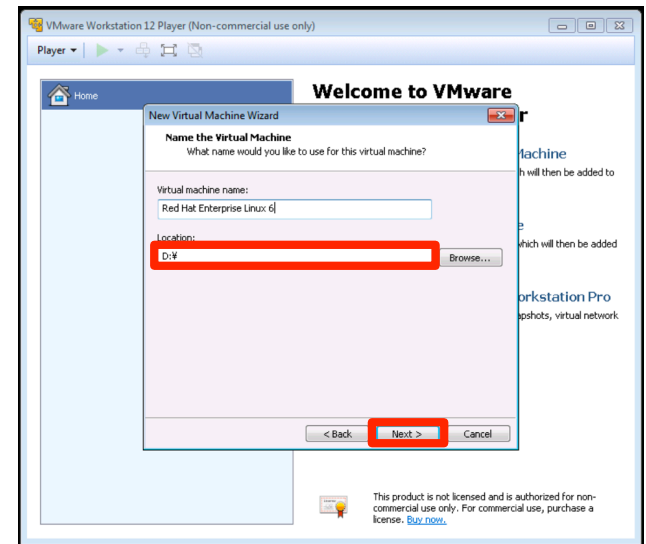 VMware Workstation 12 Player (Non-commercial use only)
Player
Home
Welcome to VMware
r
New Virtual Machine Wizard
Name the Virtual Machine
What name would you like to use for this virtual machine?
Virtual machine name:
Red Hat Enterprise Linux 6
Location:
D:¥
Browse...
< Back
Next >
Cancel
Machine
h will then be added to
e
which will then be added
orkstation Pro
apshots, virtual network
This product is not licensed and is authorized for non-
commercial use only. For commercial use, purchase a
license. Buy now.